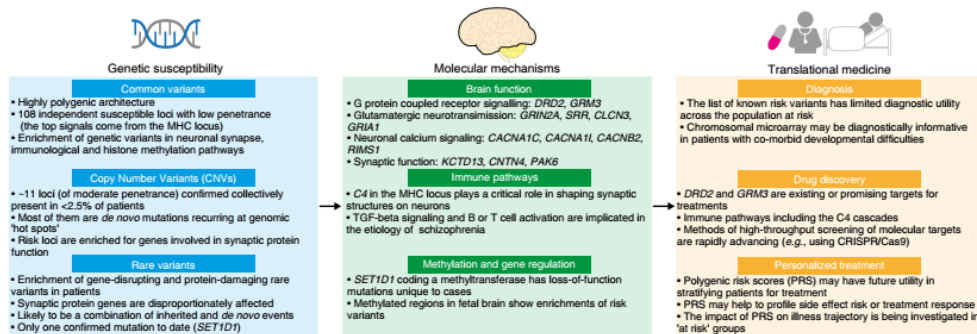 Genetic susceptibility
Common variants
• Highly polygenic architecture
• 108 independent susceptible loci with low penetrance
(the top signals come from the MHC locus)
• Enrichment of genetic variants in neuronal synapse,
immunological and histone methylation pathways
Copy Number Variants (CNVs)
• ~11 loci (of moderate penetrance) confirmed collectively
present in <2.5% of patients
• Most of them are de novo mutations recurring at genomic
'hot spots'
• Risk loci are enriched for genes involved in synaptic protein
function
Rare variants
• Enrichment of gene-disrupting and protein-damaging rare
variants in patients
• Synaptic protein genes are disproportionately affected
• Likely to be a combination of inherited and de novo events
• Only one confirmed mutation to date (SET1D1)
Molecular mechanisms
Brain function
• G protein coupled receptor signalling: DRD2, GRM3
• Glutamatergic neurotransimission: GRIN2A, SRR, CLCN3,
GRIA1
• Neuronal calcium signaling: CACNA1C, CACNA1I, CACNB2,
RIMS1
• Synaptic function: KCTD13, CNTN4, PAK6
Immune pathways
• C4 in the MHC locus plays a critical role in shaping synaptic
structures on neurons
• TGF-beta signaling and B or T cell activation are implicated in
the etiology of schizophrenia
Methylation and gene regulation
• SET1D1 coding a methyltransferase has loss-of-function
mutations unique to cases
• Methylated regions in fetal brain show enrichments of risk
variants
Translational medicine
Diagnosis
• The list of known risk variants has limited diagnostic utility
across the population at risk
• Chromosomal microarray may be diagnostically informative
in patients with co-morbid developmental difficulties
Drug discovery
• DRD2 and GRM3 are existing or promising targets for
treatments
• Immune pathways including the C4 cascades
• Methods of high-throughput screening of molecular targets
are rapidly advancing (e.g., using CRISPR/Cas9)
Personalized treatment
• Polygenic risk scores (PRS) may have future utility in
stratifying patients for treatment
• PRS may help to profile side effect risk or treatment response
• The impact of PRS on illness trajectory is being investigated in
'at risk' groups